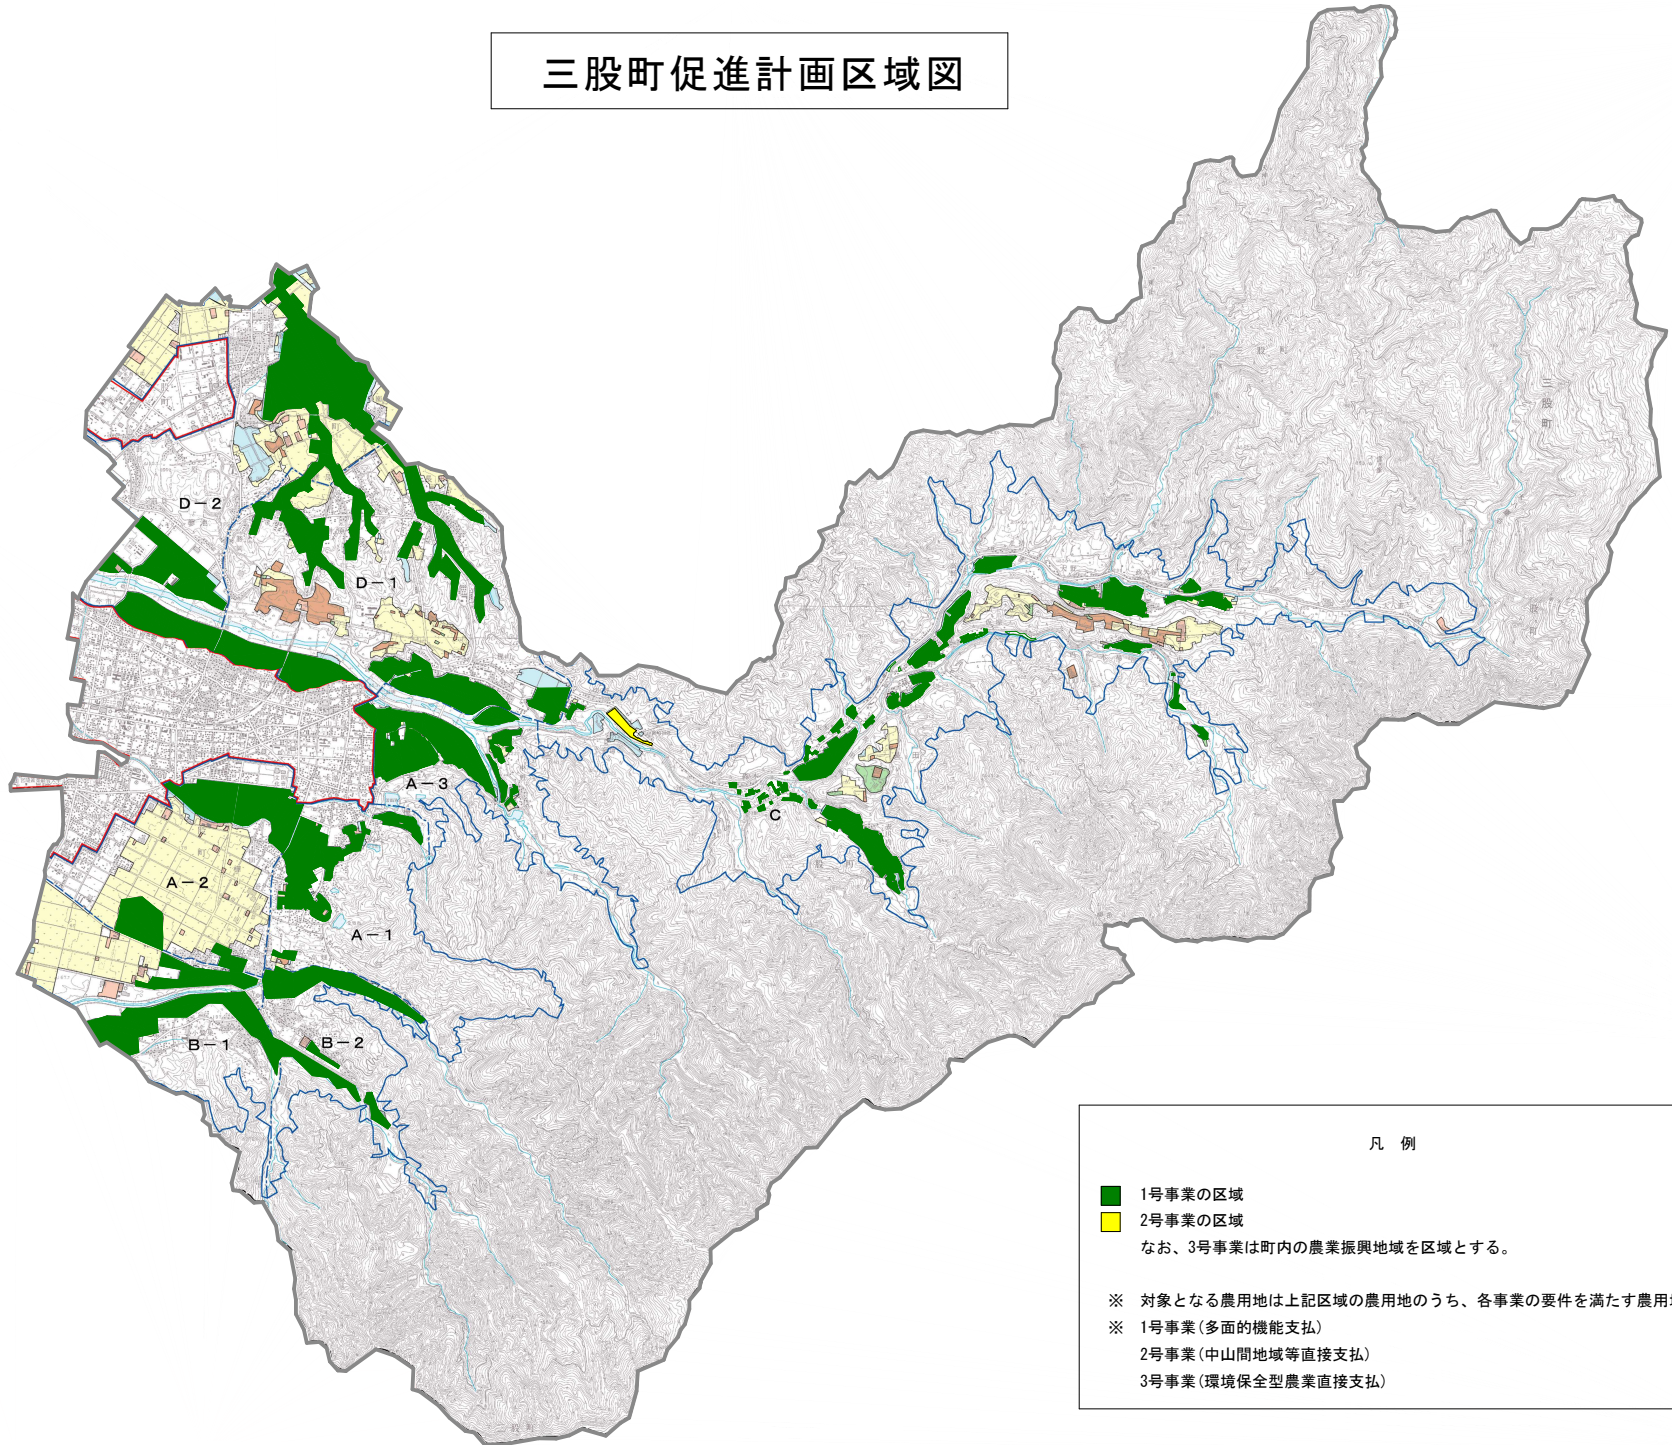 三股町促進計画区域図
三股町
D-2
D-1
A-3
C
A-2
A-1
B-1
B-2
凡 例
1号事業の区域
2号事業の区域
なお、3号事業は町内の農業振興地域を区域とする。
※ 対象となる農用地は上記区域の農用地のうち、各事業の要件を満たす農用
※ 1号事業(多面的機能支払)
2号事業(中山間地域等直接支払)
3号事業(環境保全型農業直接支払)